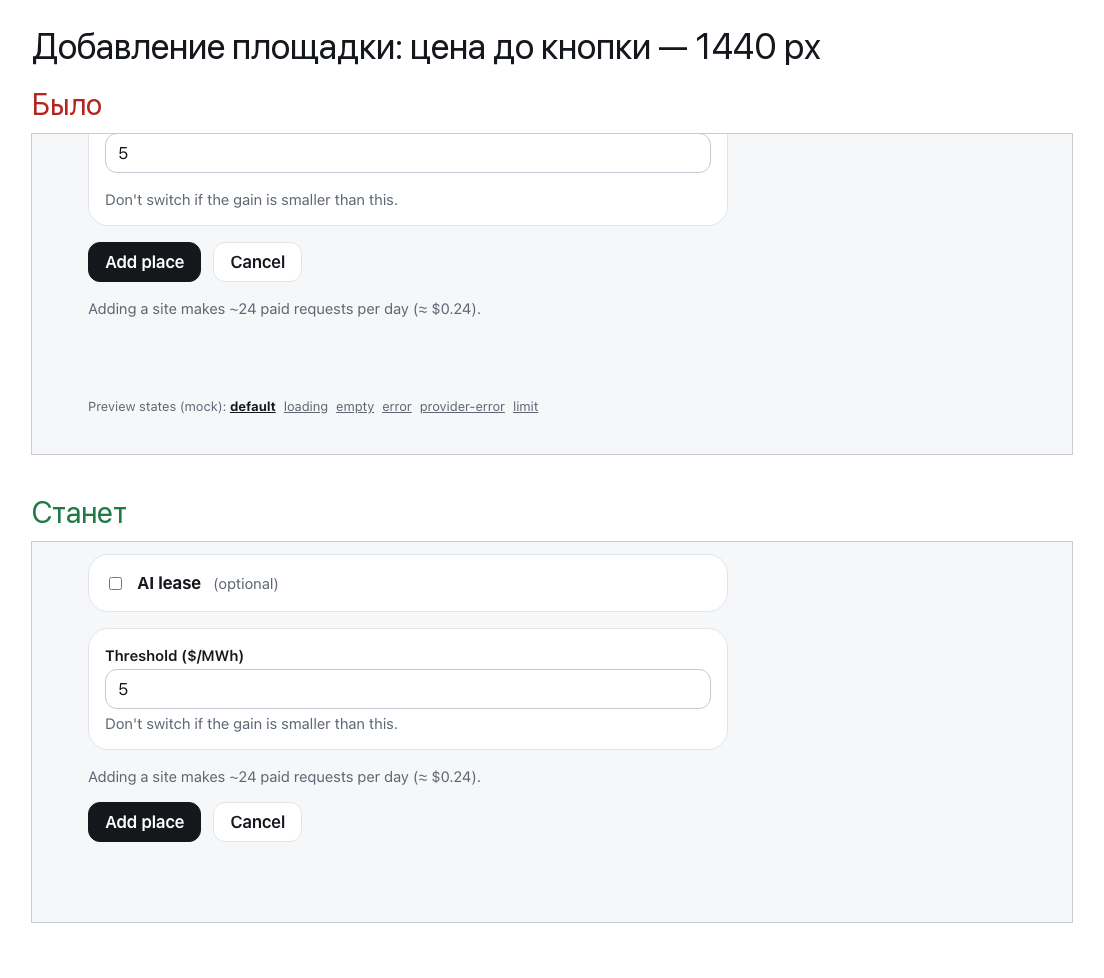 Добавление площадки: цена до кнопки — 1440 px
Было
5
Don't switch if the gain is smaller than this.
Add place Cancel
Adding a site makes ~24 paid requests per day (≈ $0.24).
Preview states (mock): default loading empty error provider-error limit
Станет
AI lease (optional)
Threshold ($/MWh)
5
Don't switch if the gain is smaller than this.
Adding a site makes ~24 paid requests per day (≈ $0.24).
Add place Cancel